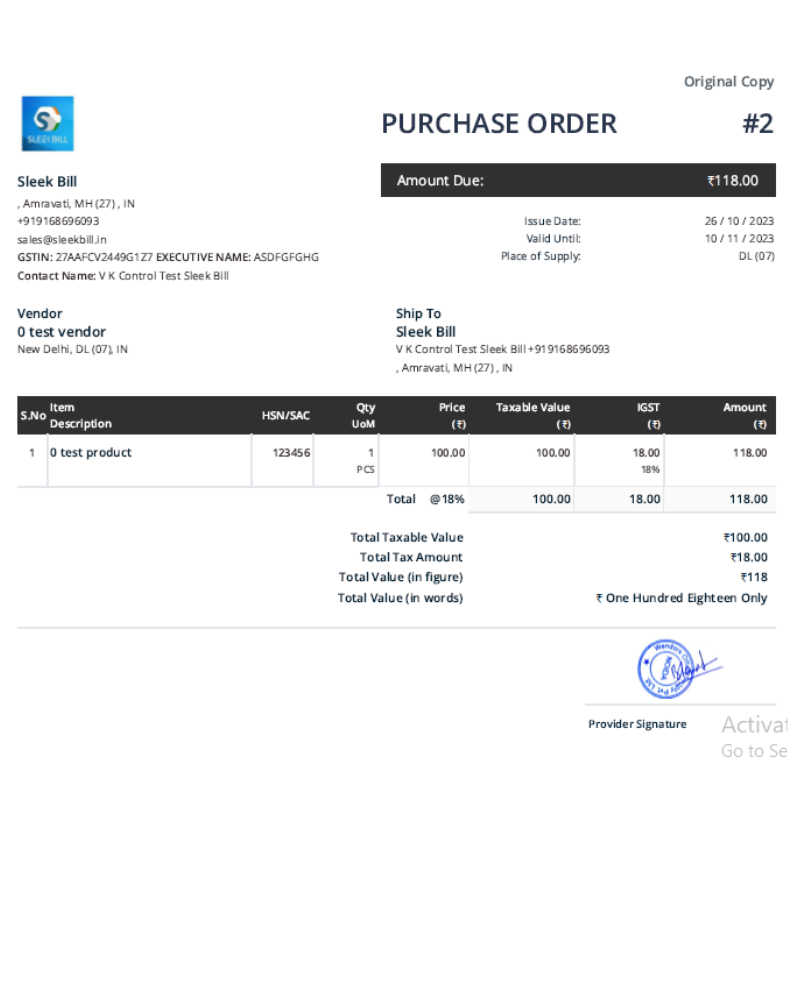 Original Copy
SLEEKBILL
PURCHASE ORDER #2
Sleek Bill
Amount Due: ₹118.00
, Amravati, MH (27) , IN
+919168696093
sales@sleekbill.in
GSTIN: 27AAFCV2449G1Z7 EXECUTIVE NAME: ASDFGFGHG
Contact Name: V K Control Test Sleek Bill
Issue Date: 26 / 10 / 2023
Valid Until: 10 / 11 / 2023
Place of Supply: DL (07)
Vendor
0 test vendor
New Delhi, DL (07), IN
Ship To
Sleek Bill
V K Control Test Sleek Bill +919168696093
, Amravati, MH (27) , IN
S.No Item Description HSN/SAC Qty UoM Price (₹) Taxable Value (₹) IGST (₹) Amount (₹)
1 0 test product 123456 1 100.00 100.00 18.00 118.00
PCS 18%
Total @18% 100.00 18.00 118.00
Total Taxable Value ₹100.00
Total Tax Amount ₹18.00
Total Value (in figure) ₹118
Total Value (in words) ₹ One Hundred Eighteen Only
Provider Signature
Activat
Go to Se